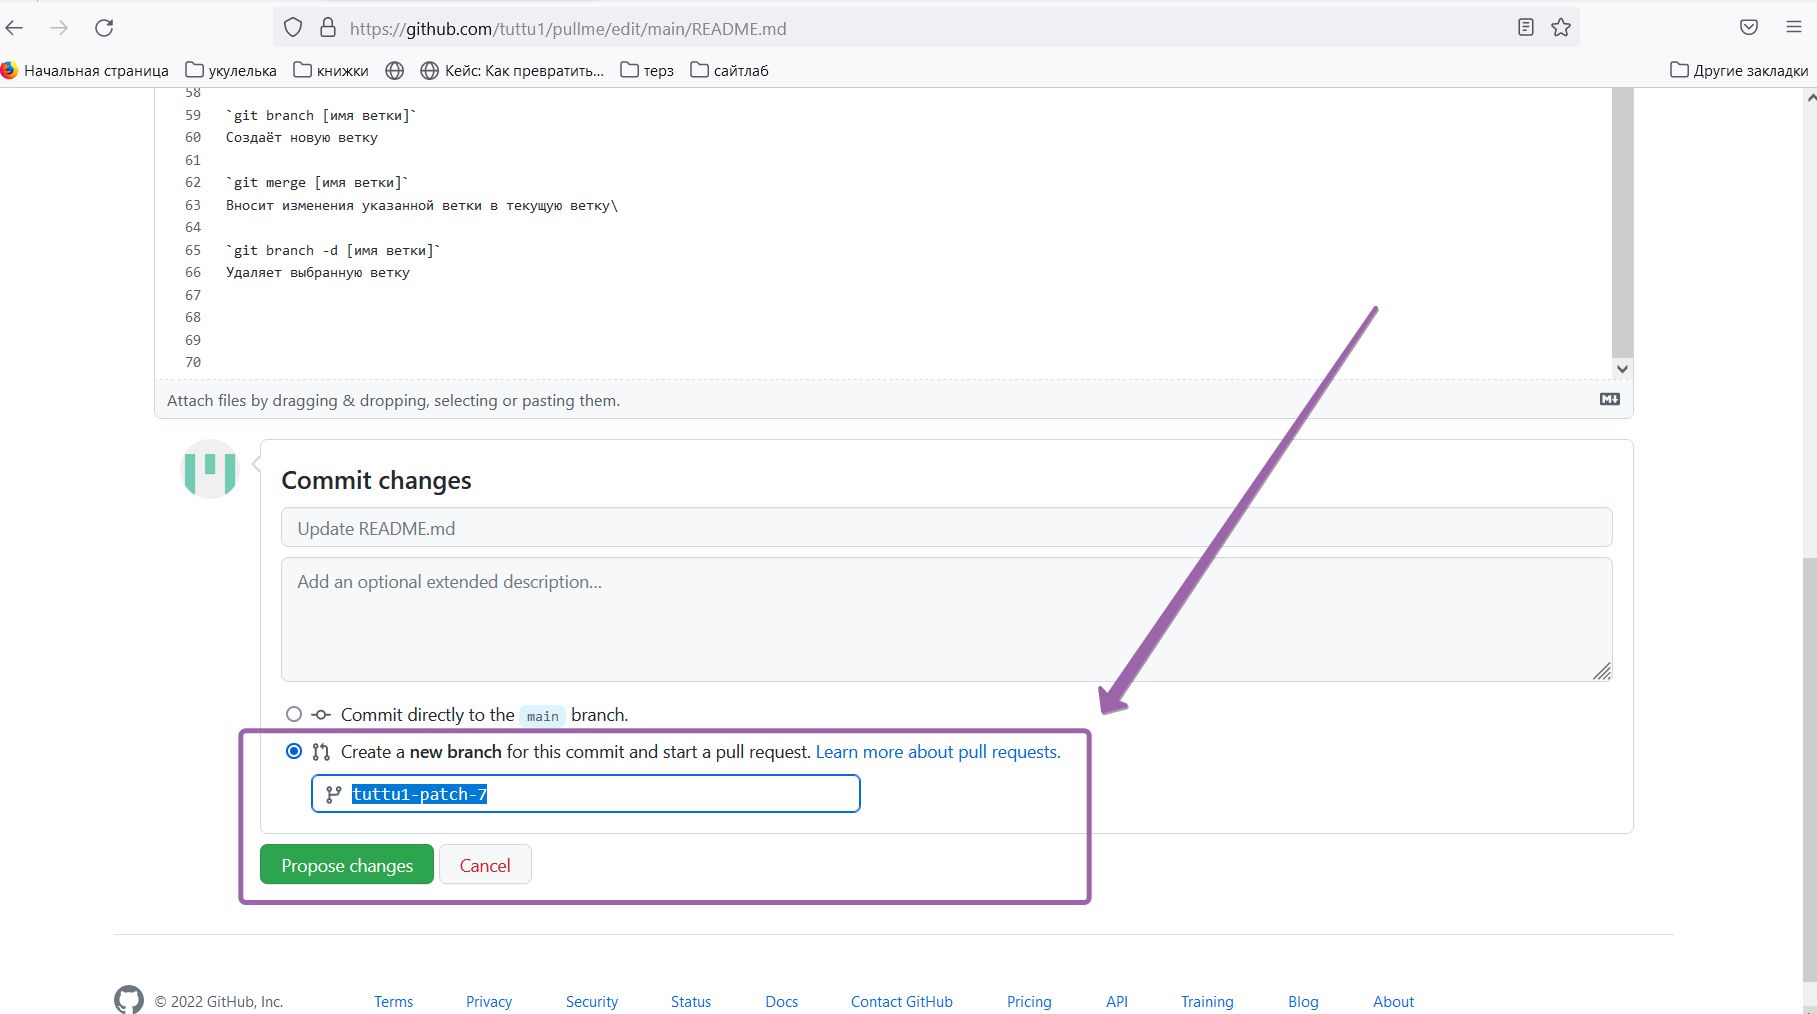 https://github.com/tuttu1/pullme/edit/main/README.md
Начальная страница укулелька книжки Кейс: Как превратить... терз сайтлаб Другие закладки
58
59 `git branch [имя ветки]`
60 Создаёт новую ветку
61
62 `git merge [имя ветки]`
63 Вносит изменения указанной ветки в текущую ветку\
64
65 `git branch -d [имя ветки]`
66 Удаляет выбранную ветку
67
68
69
70
Attach files by dragging & dropping, selecting or pasting them.
Commit changes
Update README.md
Add an optional extended description...
Commit directly to the main branch.
Create a new branch for this commit and start a pull request. Learn more about pull requests.
tuttu1-patch-7
Propose changes Cancel
© 2022 GitHub, Inc. Terms Privacy Security Status Docs Contact GitHub Pricing API Training Blog About